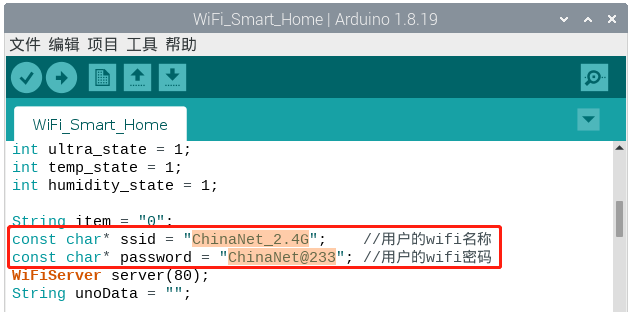 WiFi_Smart_Home | Arduino 1.8.19
文件 编辑 项目 工具 帮助
WiFi_Smart_Home
int ultra_state = 1;
int temp_state = 1;
int humidity_state = 1;
String item = "0";
const char* ssid = "ChinaNet_2.4G"; //用户的wifi名称
const char* password = "ChinaNet@233"; //用户的wifi密码
WiFiServer server(80);
String unoData = "";